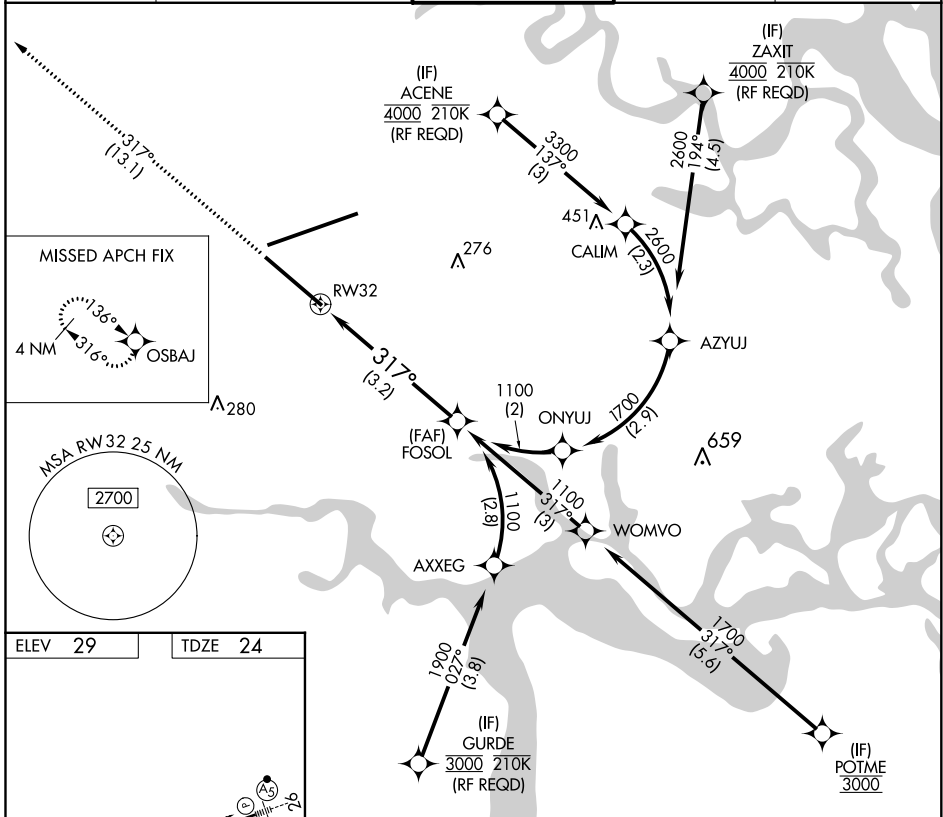 (IF)
ZAXIT
4000 210K
(RF REQD)
(IF)
ACENE
4000 210K
(RF REQD)
317°
(13.1)
3300
137°
(3)
2600
194°
(4.5)
451
CALIM
2600
(2.3)
276
MISSED APCH FIX
136°
316°
4 NM
OSBAJ
RW32
AZYUJ
317°
(3.2)
1100
(2)
ONYUJ
1700
(2.9)
280
(FAF)
FOSOL
659
MSA RW32 25 NM
2700
1100
(2.8)
1100
317°
(3)
WOMVO
AXXEG
1900
027°
(3.8)
1700
317°
(5.6)
ELEV 29
TDZE 24
(IF)
GURDE
3000 210K
(RF REQD)
(IF)
POTME
3000
P
A5
26